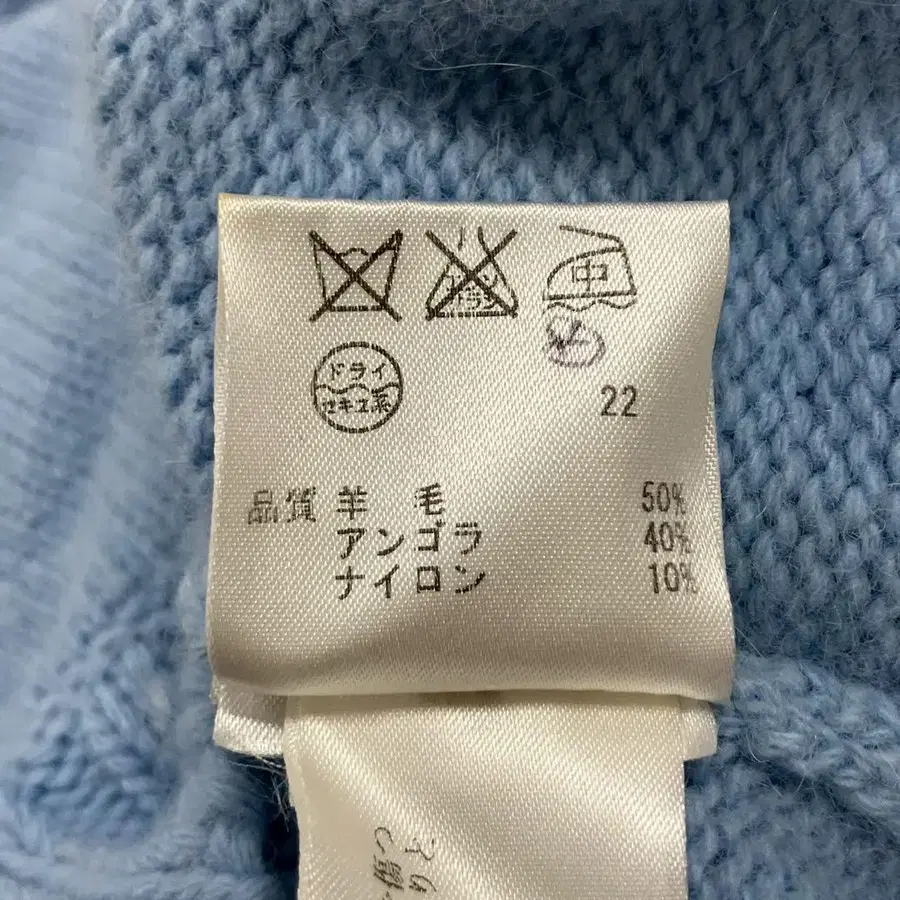 中
ドライ
セキユ系
22
品質 羊 毛 50%
アンゴラ 40%
ナイロン 10%